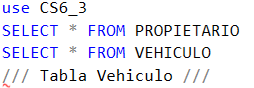 use CS6_3
SELECT * FROM PROPIETARIO
SELECT * FROM VEHICULO
/// Tabla Vehiculo ///